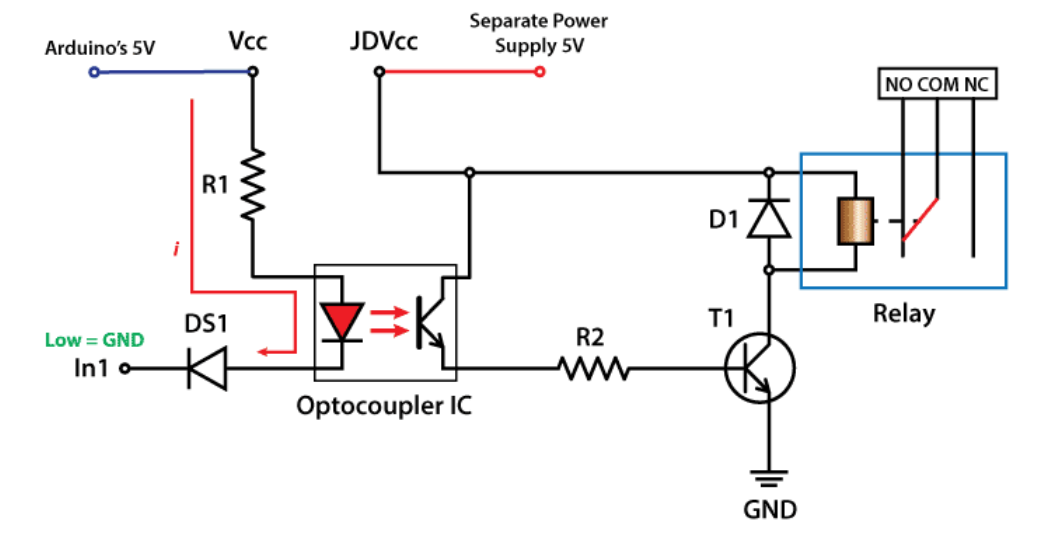 Separate Power
Supply 5V
Arduino's 5V
Vcc
JDVcc
NO COM NC
R1
D1
i
Relay
DS1
T1
Low = GND
R2
In1
Optocoupler IC
GND